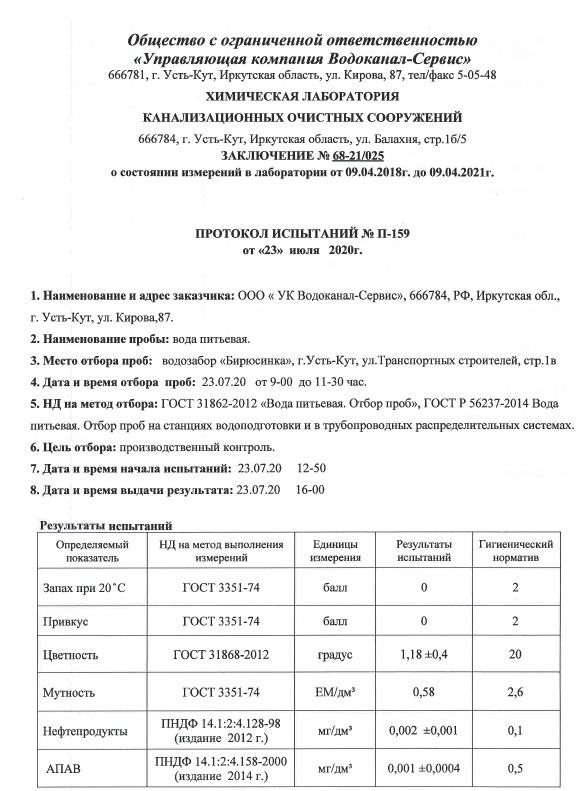 Общество с ограниченной ответственностью
«Управляющая компания Водоканал-Сервис»
666781, г. Усть-Кут, Иркутская область, ул. Кирова, 87, тел/факс 5-05-48
ХИМИЧЕСКАЯ ЛАБОРАТОРИЯ
КАНАЛИЗАЦИОННЫХ ОЧИСТНЫХ СООРУЖЕНИЙ
666784, г. Усть-Кут, Иркутская область, ул. Балахня, стр.1б/5
ЗАКЛЮЧЕНИЕ № 68-21/025
о состоянии измерений в лаборатории от 09.04.2018г. до 09.04.2021г.
ПРОТОКОЛ ИСПЫТАНИЙ № П-159
от «23» июля 2020г.
1. Наименование и адрес заказчика: ООО « УК Водоканал-Сервис», 666784, РФ, Иркутская обл.,
г. Усть-Кут, ул. Кирова,87.
2. Наименование пробы: вода питьевая.
3. Место отбора проб: водозабор «Бирюсинка», г.Усть-Кут, ул.Транспортных строителей, стр.1в
4. Дата и время отбора проб: 23.07.20 от 9-00 до 11-30 час.
5. НД на метод отбора: ГОСТ 31862-2012 «Вода питьевая. Отбор проб», ГОСТ Р 56237-2014 Вода
питьевая. Отбор проб на станциях водоподготовки и в трубопроводных распределительных системах.
6. Цель отбора: производственный контроль.
7. Дата и время начала испытаний: 23.07.20 12-50
8. Дата и время выдачи результата: 23.07.20 16-00
Результаты испытаний
Определяемый показатель НД на метод выполнения измерений Единицы измерения Результаты испытаний Гигиенический норматив
Запах при 20˚С ГОСТ 3351-74 балл 0 2
Привкус ГОСТ 3351-74 балл 0 2
Цветность ГОСТ 31868-2012 градус 1,18 ±0,4 20
Мутность ГОСТ 3351-74 ЕМ/дм³ 0,58 2,6
Нефтепродукты ПНДФ 14.1:2:4.128-98 (издание 2012 г.) мг/дм³ 0,002 ±0,001 0,1
АПАВ ПНДФ 14.1:2:4.158-2000 (издание 2014 г.) мг/дм³ 0,001 ±0,0004 0,5